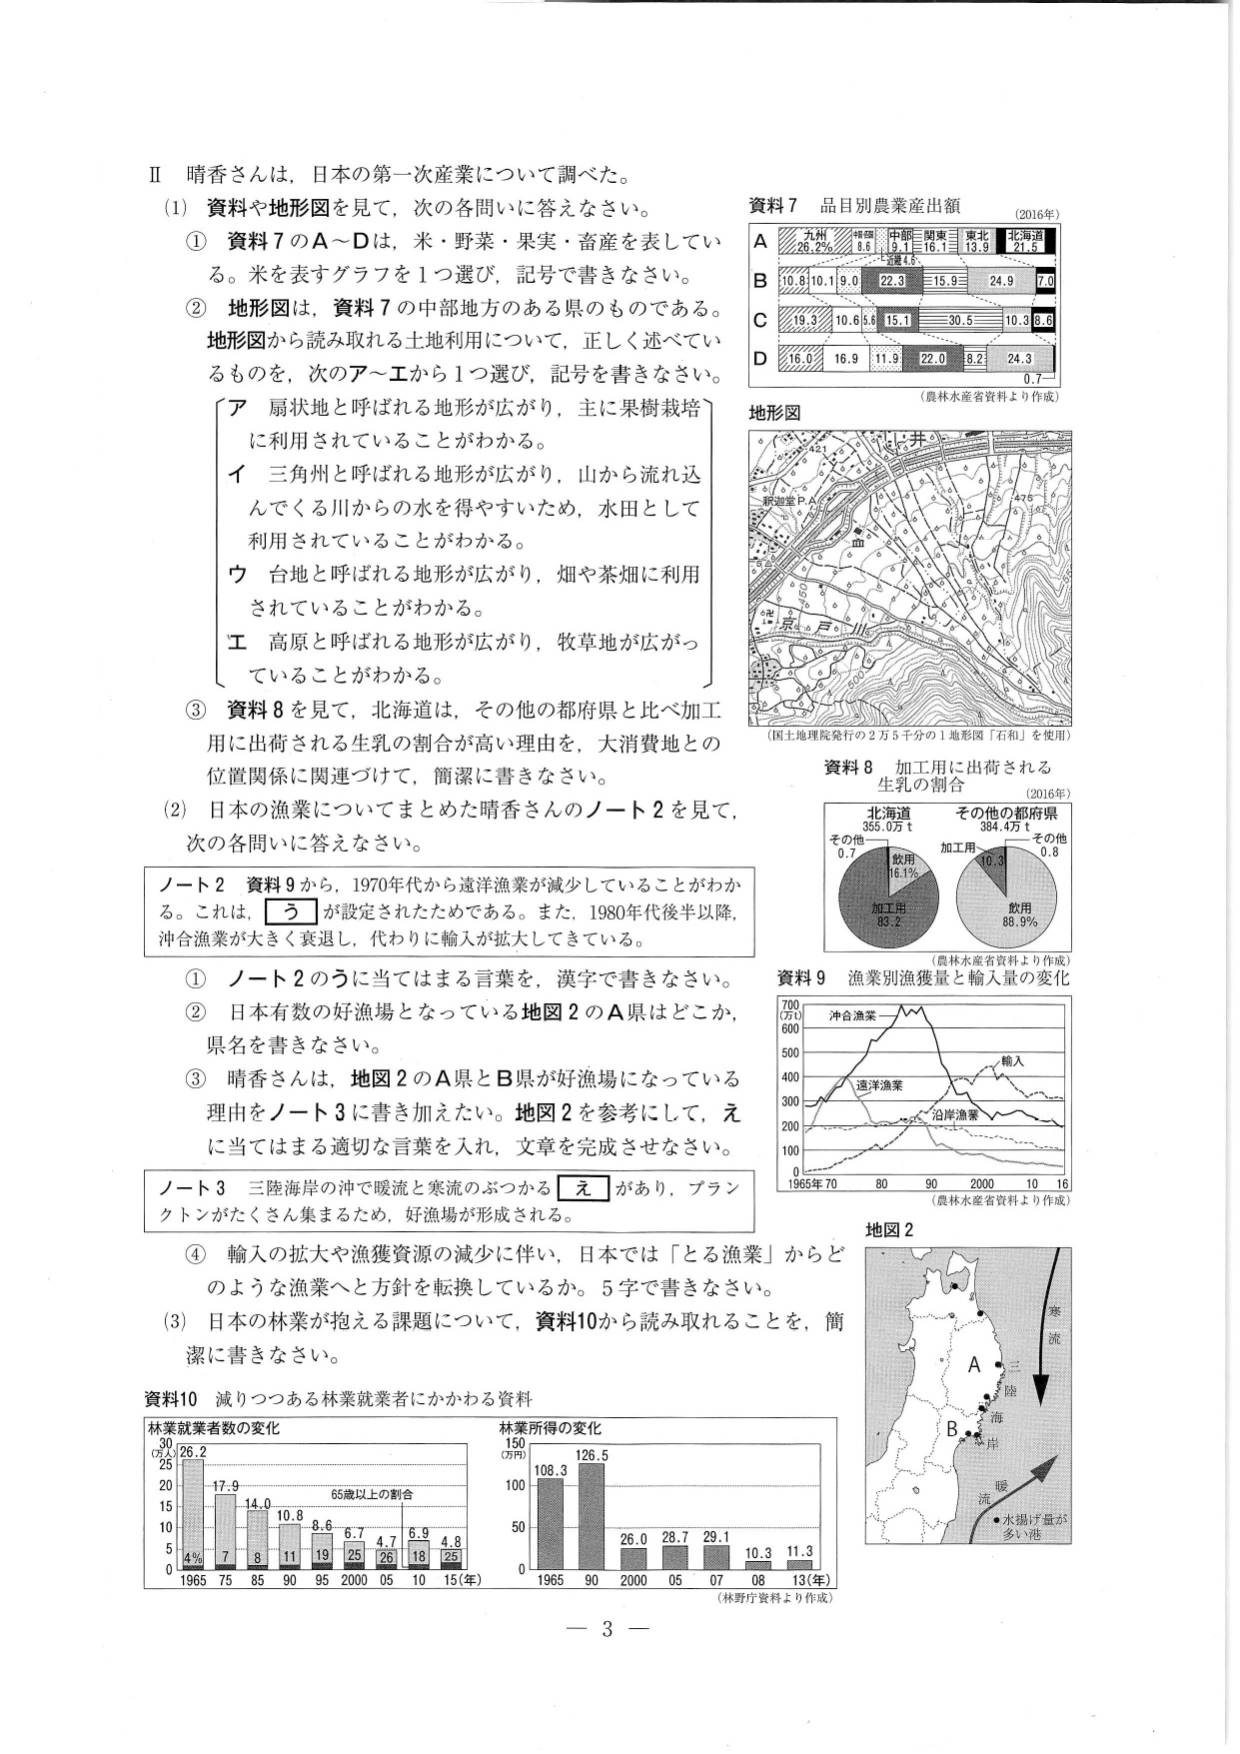 Ⅱ 晴香さんは，日本の第一次産業について調べた。
(1) 資料や地形図を見て，次の各問いに答えなさい。
① 資料7のA～Dは，米・野菜・果実・畜産を表してい
る。米を表すグラフを1つ選び，記号で書きなさい。
② 地形図は，資料7の中部地方のある県のものである。
地形図から読み取れる土地利用について，正しく述べてい
るものを，次のア～エから1つ選び，記号を書きなさい。
ア 扇状地と呼ばれる地形が広がり，主に果樹栽培
に利用されていることがわかる。
イ 三角州と呼ばれる地形が広がり，山から流れ込
んでくる川からの水を得やすいため，水田として
利用されていることがわかる。
ウ 台地と呼ばれる地形が広がり，畑や茶畑に利用
されていることがわかる。
エ 高原と呼ばれる地形が広がり，牧草地が広がっ
ていることがわかる。
③ 資料8を見て，北海道は，その他の都府県と比べ加工
用に出荷される生乳の割合が高い理由を，大消費地との
位置関係に関連づけて，簡潔に書きなさい。
(2) 日本の漁業についてまとめた晴香さんのノート2を見て，
次の各問いに答えなさい。
ノート2 資料9から，1970年代から遠洋漁業が減少していることがわか
る。これは，う が設定されたためである。また，1980年代後半以降，
沖合漁業が大きく衰退し，代わりに輸入が拡大してきている。
① ノート2のうに当てはまる言葉を，漢字で書きなさい。
② 日本有数の好漁場となっている地図2のA県はどこか，
県名を書きなさい。
③ 晴香さんは，地図2のA県とB県が好漁場になっている
理由をノート3に書き加えたい。地図2を参考にして，え
に当てはまる適切な言葉を入れ，文章を完成させなさい。
ノート3 三陸海岸の沖で暖流と寒流のぶつかる え があり，プラン
クトンがたくさん集まるため，好漁場が形成される。
④ 輸入の拡大や漁獲資源の減少に伴い，日本では「とる漁業」からど
のような漁業へと方針を転換しているか。5字で書きなさい。
(3) 日本の林業が抱える課題について，資料10から読み取れることを，簡
潔に書きなさい。
資料7 品目別農業産出額
(2016年)
A 九州 26.2% 中国・四国 8.6 中部 9.1 関東 16.1 東北 13.9 北海道 21.5
近畿 4.6
B 10.8 10.1 9.0 22.3 15.9 24.9 7.0
C 19.3 10.6 5.6 15.1 30.5 10.3 8.6
D 16.0 16.9 11.9 22.0 8.2 24.3
0.7
(農林水産省資料より作成)
地形図
井
421
釈迦堂P.A
475
450
京戸川
500
(国土地理院発行の2万5千分の1地形図「石和」を使用)
資料8 加工用に出荷される
生乳の割合
(2016年)
北海道 その他の都府県
355.0万t 384.4万t
その他 0.7
飲用 16.1%
加工用 83.2
加工用 10.3
その他 0.8
飲用 88.9%
(農林水産省資料より作成)
資料9 漁業別漁獲量と輸入量の変化
700
(万t)
600
500
400
300
200
100
0
沖合漁業
輸入
遠洋漁業
沿岸漁業
1965年 70 80 90 2000 10 16
(農林水産省資料より作成)
地図2
A
B
三陸海岸
寒流
暖流
●水揚げ量が
多い港
資料10 減りつつある林業就業者にかかわる資料
林業就業者数の変化
30
(万人)
25
20
15
10
5
0
26.2 17.9 14.0 10.8 8.6 6.7 4.7 6.9 4.8
65歳以上の割合
4% 7 8 11 19 25 26 18 25
1965 75 85 90 95 2000 05 10 15(年)
林業所得の変化
150
(万円)
100
50
0
108.3 126.5 26.0 28.7 29.1 10.3 11.3
1965 90 2000 05 07 08 13(年)
(林野庁資料より作成)
― 3 ―